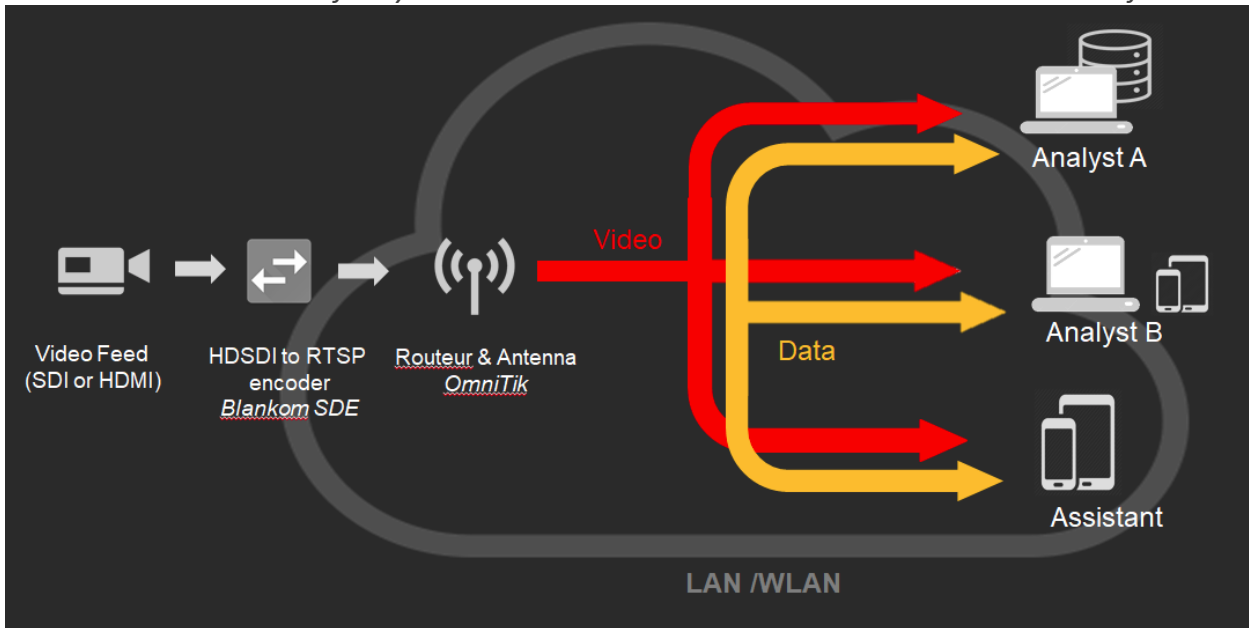 Video Feed
(SDI or HDMI)
HDSDI to RTSP
encoder
Blankom SDE
Routeur & Antenna
OmniTik
Video
Data
Analyst A
Analyst B
Assistant
LAN /WLAN